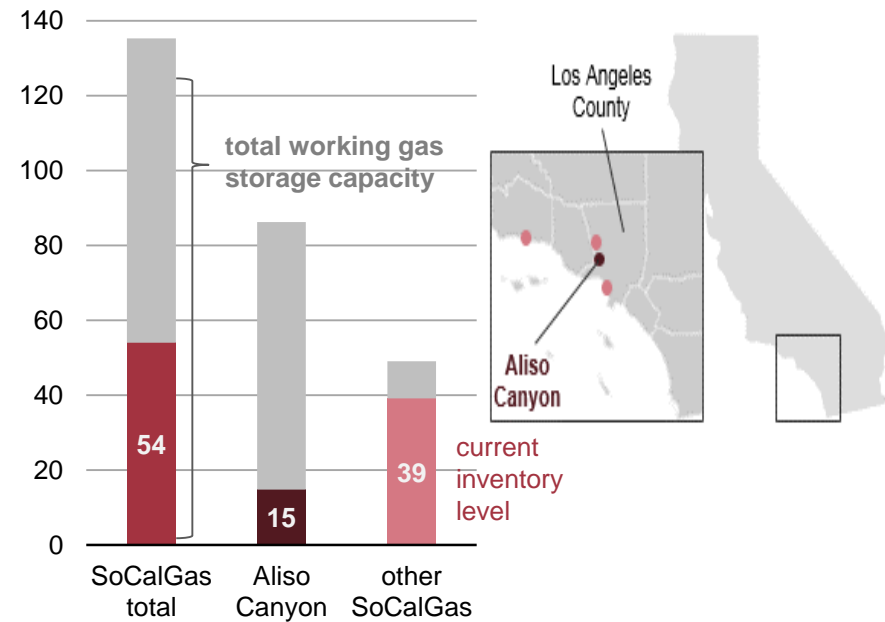 140
120
100
80
60
40
20
0
total working gas
storage capacity
54
15
39
current
inventory
level
SoCalGas
total
Aliso
Canyon
other
SoCalGas
Los Angeles
County
Aliso
Canyon